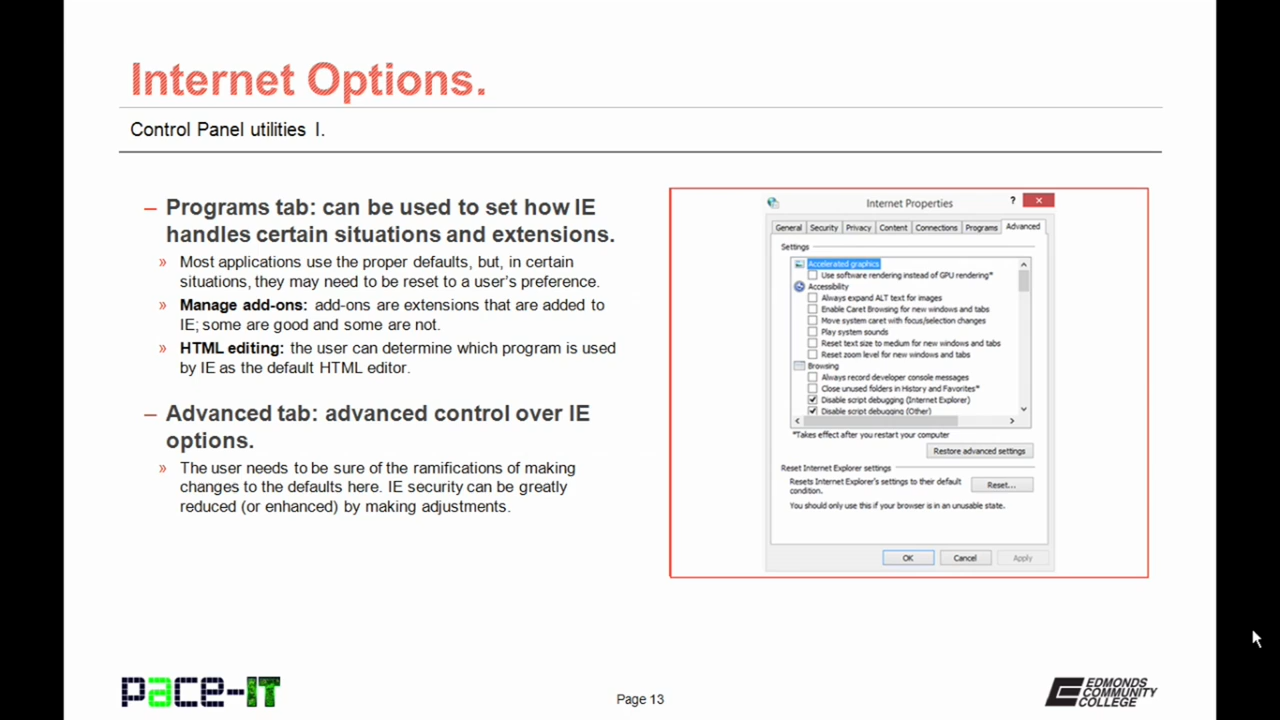 Internet Options.
Control Panel utilities I.
– Programs tab: can be used to set how IE
handles certain situations and extensions.
» Most applications use the proper defaults, but, in certain
situations, they may need to be reset to a user's preference.
» Manage add-ons: add-ons are extensions that are added to
IE; some are good and some are not.
» HTML editing: the user can determine which program is used
by IE as the default HTML editor.
– Advanced tab: advanced control over IE
options.
» The user needs to be sure of the ramifications of making
changes to the defaults here. IE security can be greatly
reduced (or enhanced) by making adjustments.
Internet Properties
? ×
General Security Privacy Content Connections Programs Advanced
Settings
Accelerated graphics
Use software rendering instead of GPU rendering*
Accessibility
Always expand ALT text for images
Enable Caret Browsing for new windows and tabs
Move system caret with focus/selection changes
Play system sounds
Reset text size to medium for new windows and tabs
Reset zoom level for new windows and tabs
Browsing
Always record developer console messages
Close unused folders in History and Favorites*
Disable script debugging (Internet Explorer)
Disable script debugging (Other)
*Takes effect after you restart your computer
Restore advanced settings
Reset Internet Explorer settings
Resets Internet Explorer's settings to their default
condition.
Reset...
You should only use this if your browser is in an unusable state.
OK Cancel Apply
pace-IT
Page 13
EDMONDS
COMMUNITY
COLLEGE